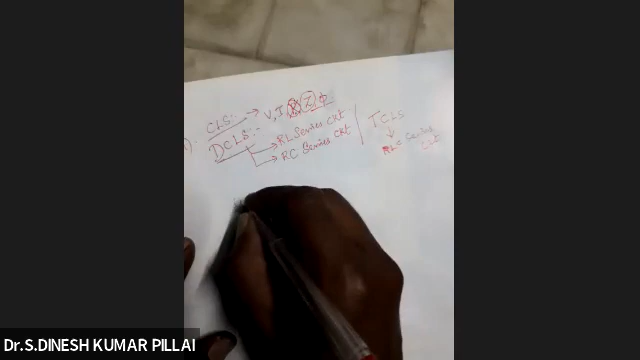 CLS:- → V, I, Z, Φ
DCLS:- → RL Series CKt
→ RC Series CKt
TCLS
↓
RLC Series
CKt
Dr.S.DINESH KUMAR PILLAI